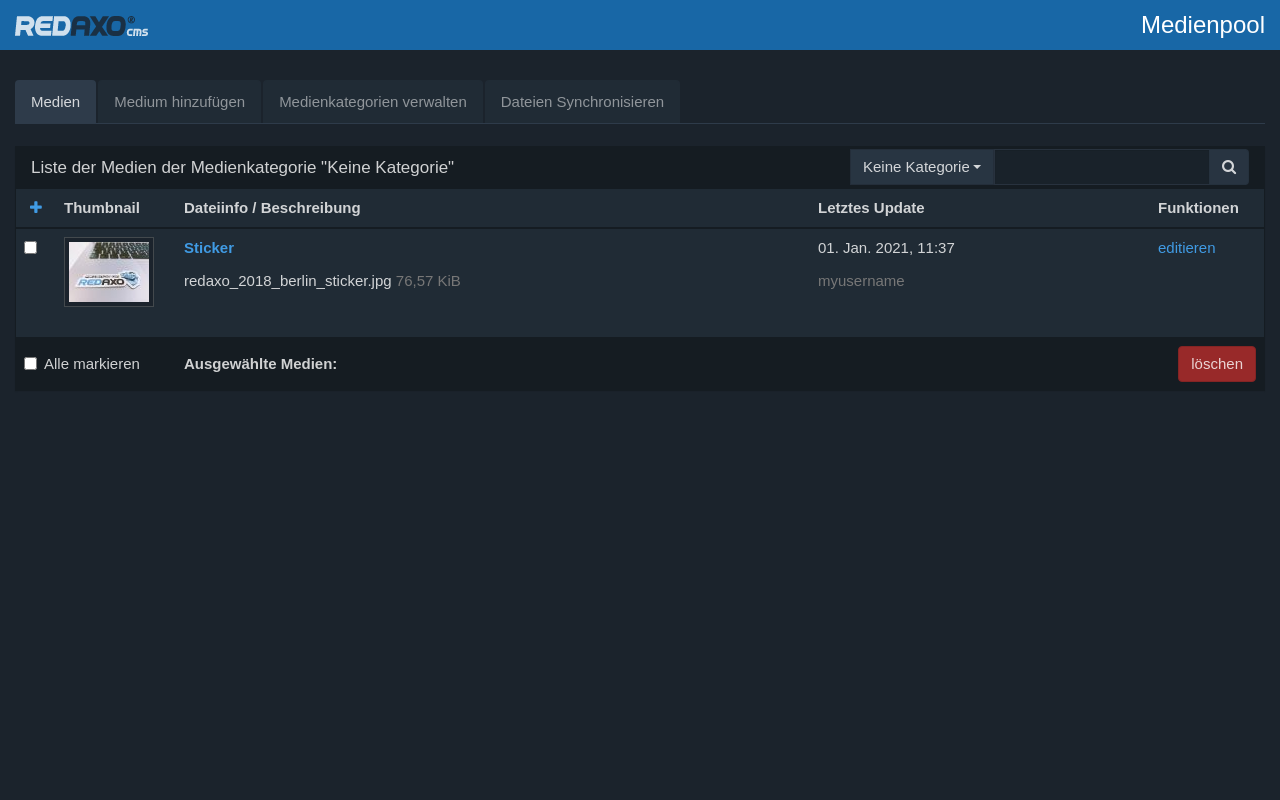 REDAXO® cms
Medienpool
Medien
Medium hinzufügen
Medienkategorien verwalten
Dateien Synchronisieren
Liste der Medien der Medienkategorie "Keine Kategorie"
Keine Kategorie
Thumbnail
Dateiinfo / Beschreibung
Letztes Update
Funktionen
REDAXO
Sticker
01. Jan. 2021, 11:37
editieren
redaxo_2018_berlin_sticker.jpg 76,57 KiB
myusername
Alle markieren
Ausgewählte Medien:
löschen